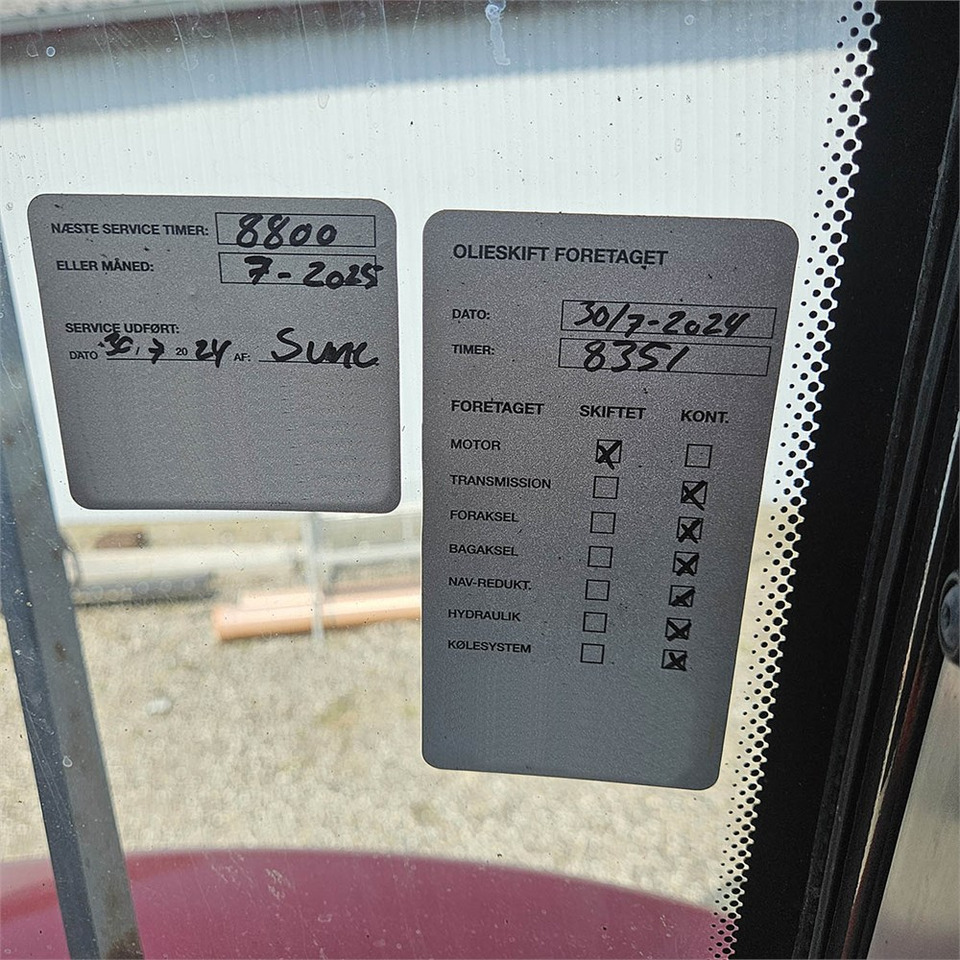 NÆSTE SERVICE TIMER: 8800
ELLER MÅNED: 7-2025
SERVICE UDFØRT:
DATO 30, 7 20 24 AF:
OLIESKIFT FORETAGET
DATO: 30/7-2024
TIMER: 8351
FORETAGET SKIFTET KONT.
MOTOR
TRANSMISSION
FORAKSEL
BAGAKSEL
NAV-REDUKT.
HYDRAULIK
KØLESYSTEM